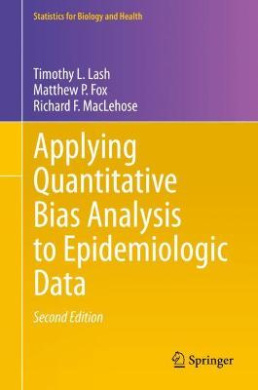 Statistics for Biology and Health
Timothy L. Lash
Matthew P. Fox
Richard F. MacLehose
Applying
Quantitative
Bias Analysis
to Epidemiologic
Data
Second Edition
Springer